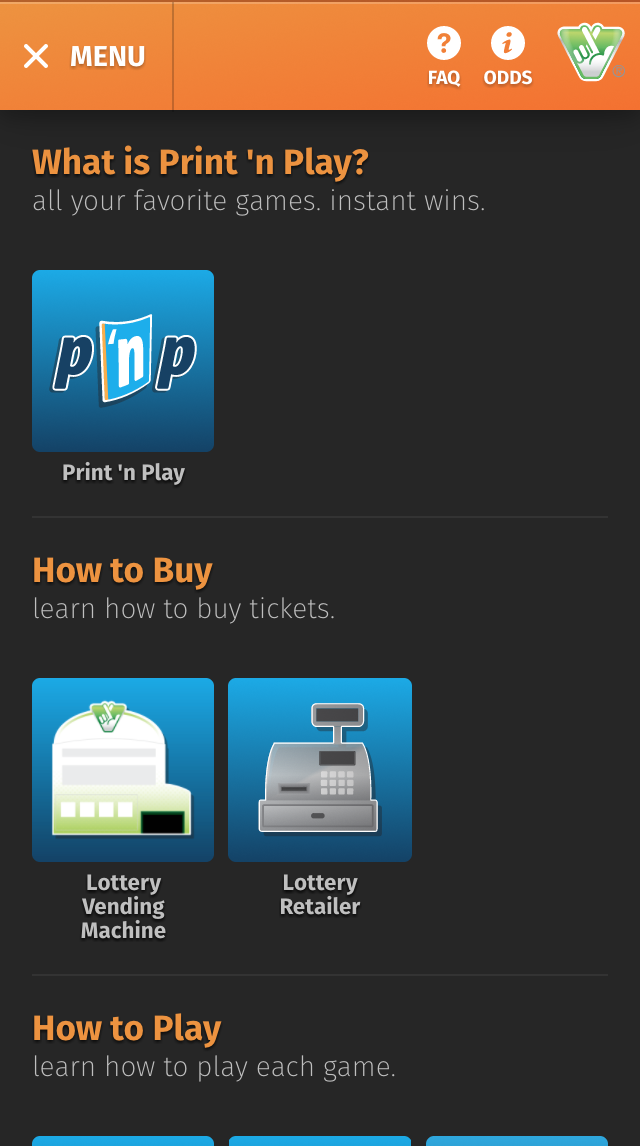 MENU
FAQ
ODDS
What is Print 'n Play?
all your favorite games. instant wins.
p'np
Print 'n Play
How to Buy
learn how to buy tickets.
Lottery
Vending
Machine
Lottery
Retailer
How to Play
learn how to play each game.